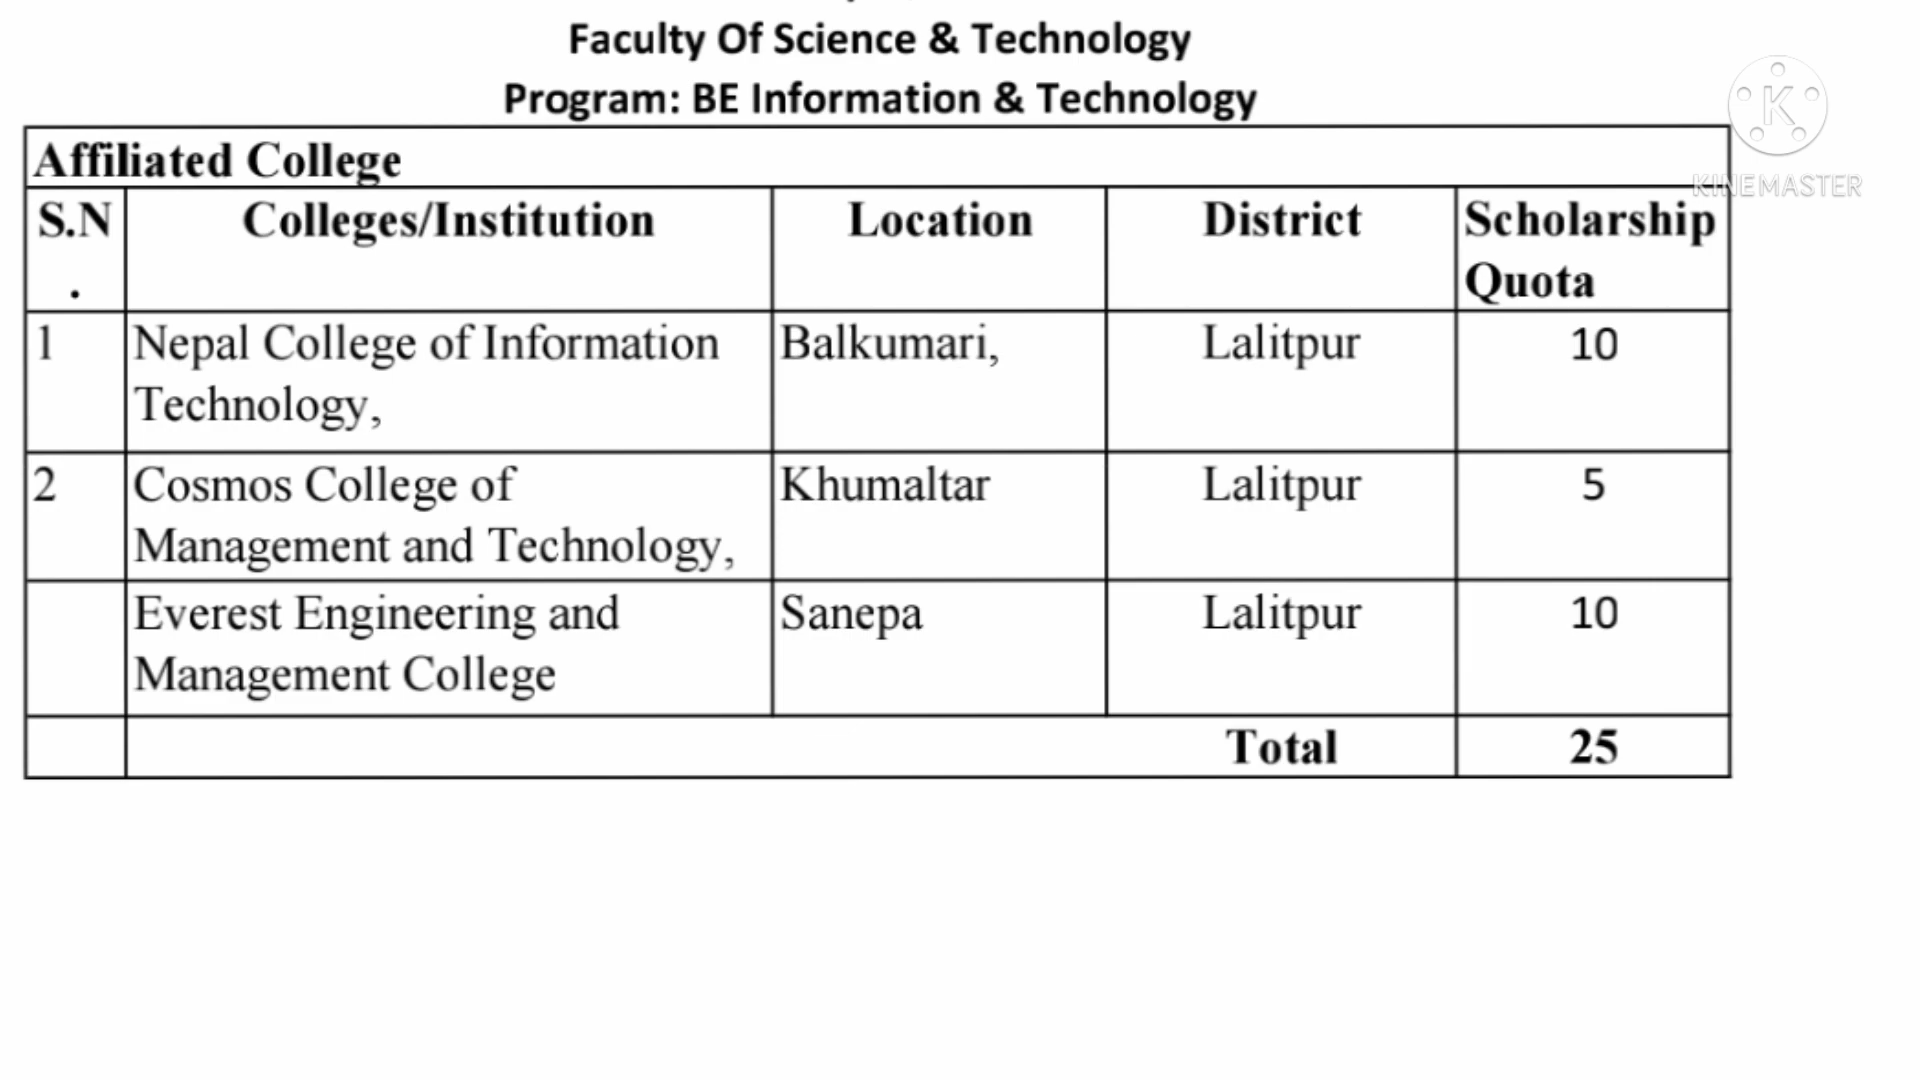 Faculty Of Science & Technology
Program: BE Information & Technology
K
KINEMASTER
Affiliated College
S.N
.
Colleges/Institution
Location
District
Scholarship
Quota
1
Nepal College of Information
Technology,
Balkumari,
Lalitpur
10
2
Cosmos College of
Management and Technology,
Khumaltar
Lalitpur
5
Everest Engineering and
Management College
Sanepa
Lalitpur
10
Total
25